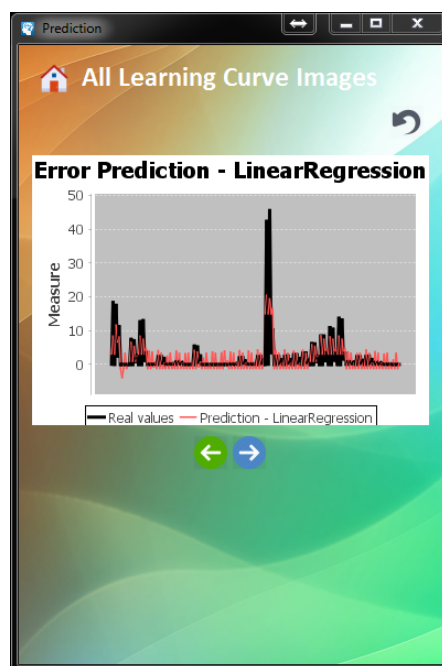 Prediction
All Learning Curve Images
Error Prediction - LinearRegression
50
40
30
20
10
0
Measure
Real values
Prediction - LinearRegression